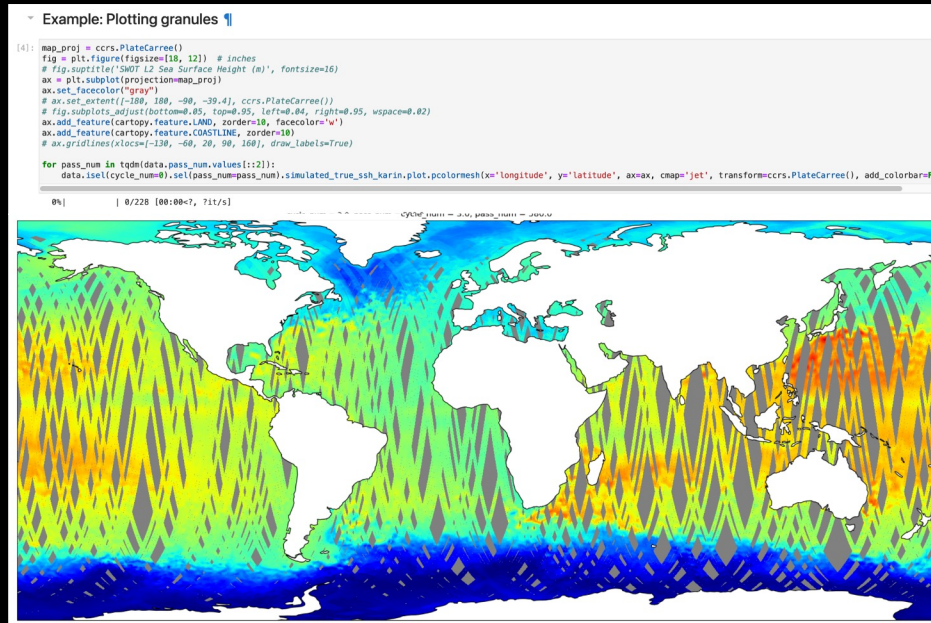 Example: Plotting granules ¶
[4]: map_proj = ccrs.PlateCarree()
fig = plt.figure(figsize=[18, 12])  # inches
# fig.suptitle('SWOT L2 Sea Surface Height (m)', fontsize=16)
ax = plt.subplot(projection=map_proj)
ax.set_facecolor("gray")
# ax.set_extent([-180, 180, -90, -39.4], ccrs.PlateCarree())
# fig.subplots_adjust(bottom=0.05, top=0.95, left=0.04, right=0.95, wspace=0.02)
ax.add_feature(cartopy.feature.LAND, zorder=10, facecolor='w')
ax.add_feature(cartopy.feature.COASTLINE, zorder=10)
# ax.gridlines(xlocs=[-130, -60, 20, 90, 160], draw_labels=True)
for pass_num in tqdm(data.pass_num.values[::2]):
data.isel(cycle_num=0).sel(pass_num=pass_num).simulated_true_ssh_karin.plot.pcolormesh(x='longitude', y='latitude', ax=ax, cmap='jet', transform=ccrs.PlateCarree(), add_colorbar=F
0%| | 0/228 [00:00<?, ?it/s]